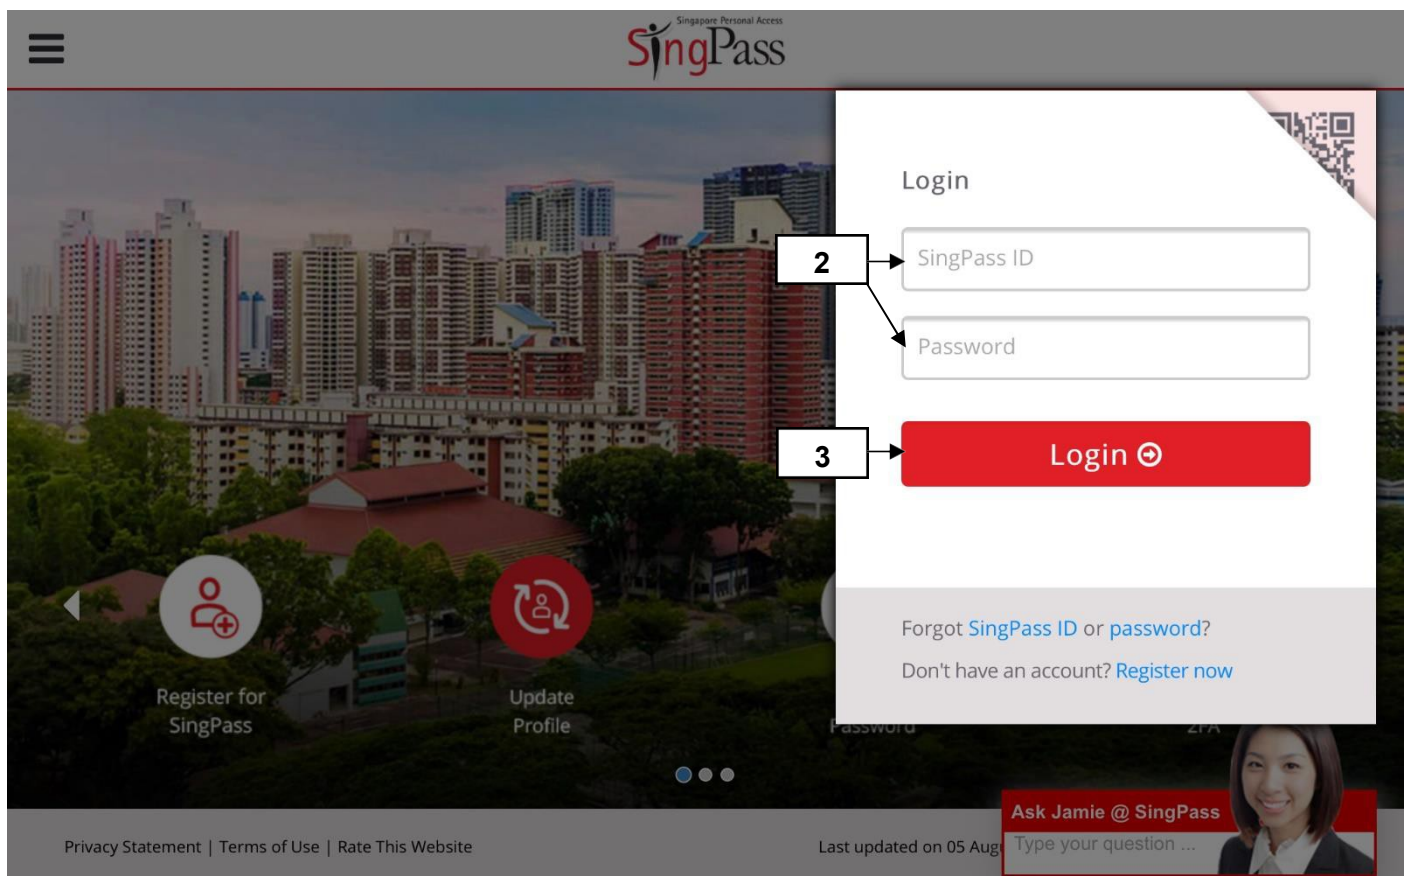 Singapore Personal Access
SingPass
Login
2
SingPass ID
Password
3
Login
Forgot SingPass ID or password?
Don't have an account? Register now
Register for
SingPass
Update
Profile
Password
2FA
Ask Jamie @ SingPass
Type your question ...
Privacy Statement | Terms of Use | Rate This Website
Last updated on 05 Aug